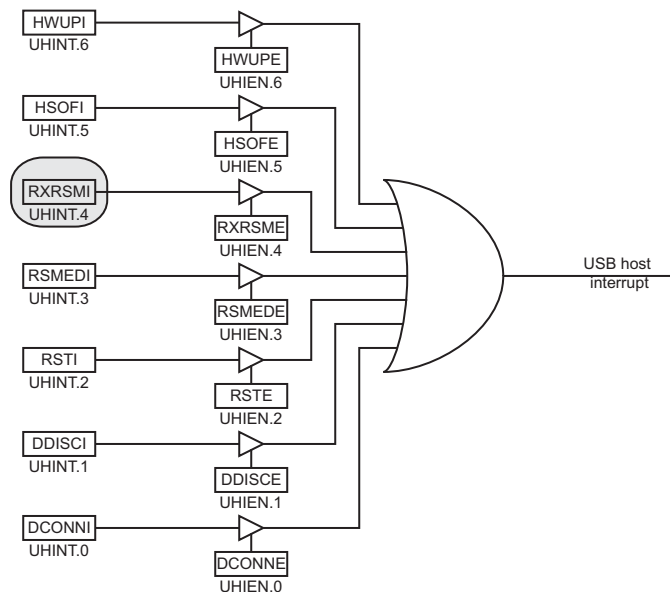 HWUPI
UHINT.6
HWUPE
UHIEN.6
HSOFI
UHINT.5
HSOFE
UHIEN.5
RXRSMI
UHINT.4
RXRSME
UHIEN.4
RSMEDI
UHINT.3
RSMEDE
UHIEN.3
RSTI
UHINT.2
RSTE
UHIEN.2
DDISCI
UHINT.1
DDISCE
UHIEN.1
DCONNI
UHINT.0
DCONNE
UHIEN.0
USB host
interrupt